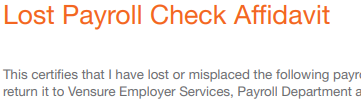 Lost Payroll Check Affidavit
This certifies that I have lost or misplaced the following
return it to Vensure Employer Services, Payroll Department